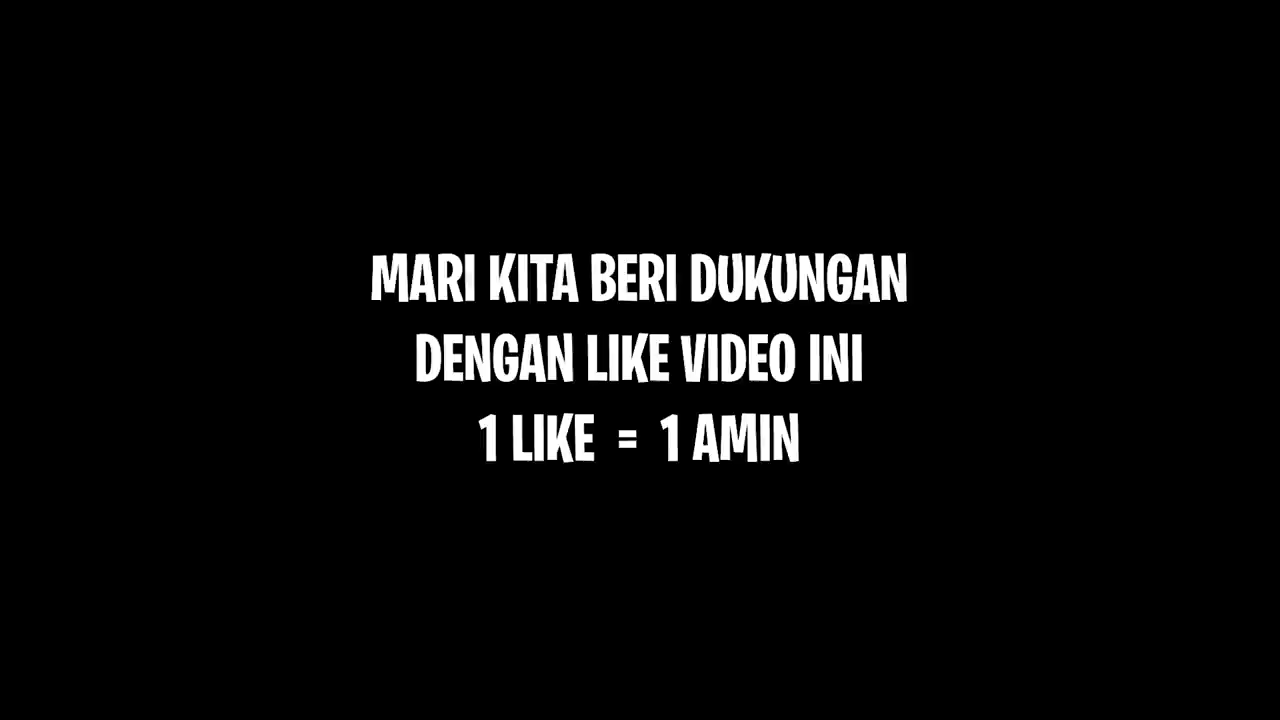 MARI KITA BERI DUKUNGAN
DENGAN LIKE VIDEO INI
1 LIKE = 1 AMIN